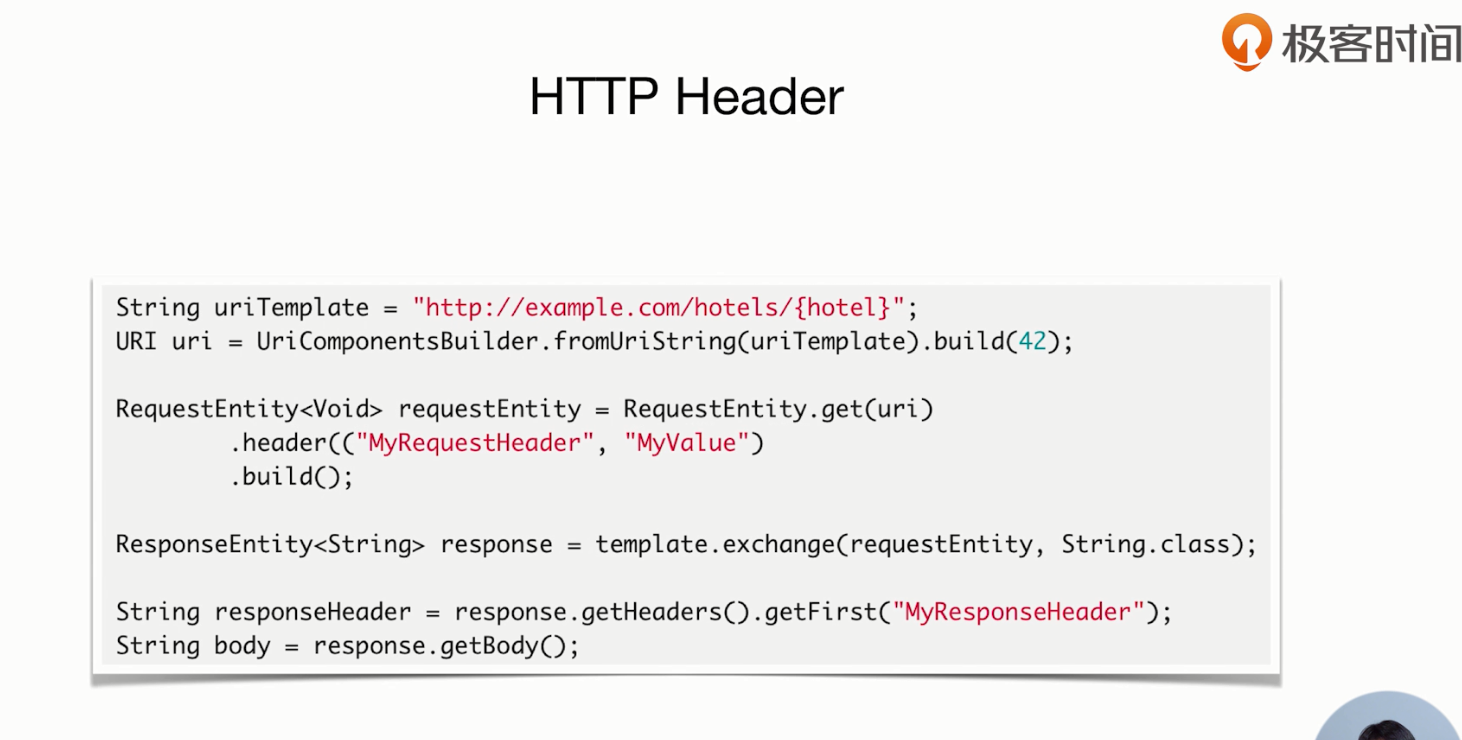 极客时间
HTTP Header
String uriTemplate = "http://example.com/hotels/{hotel}";
URI uri = UriComponentsBuilder.fromUriString(uriTemplate).build(42);
RequestEntity<Void> requestEntity = RequestEntity.get(uri)
.header(("MyRequestHeader", "MyValue")
.build();
ResponseEntity<String> response = template.exchange(requestEntity, String.class);
String responseHeader = response.getHeaders().getFirst("MyResponseHeader");
String body = response.getBody();